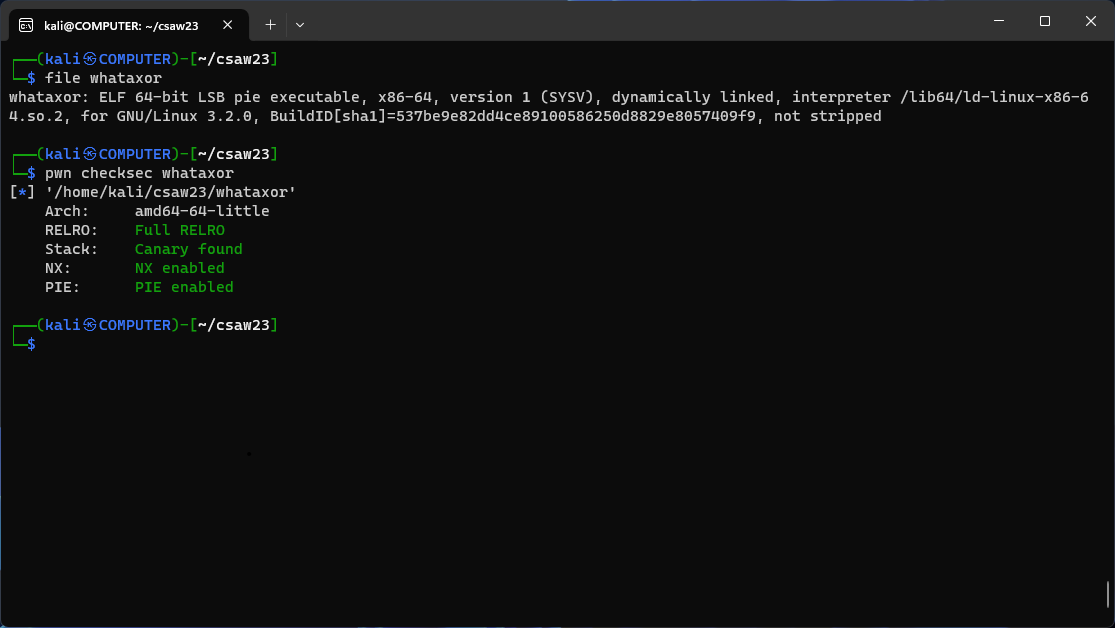 kali@COMPUTER: ~/csaw23
┌──(kali㉿COMPUTER)-[~/csaw23]
└─$ file whataxor
whataxor: ELF 64-bit LSB pie executable, x86-64, version 1 (SYSV), dynamically linked, interpreter /lib64/ld-linux-x86-6
4.so.2, for GNU/Linux 3.2.0, BuildID[sha1]=537be9e82dd4ce89100586250d8829e8057409f9, not stripped
┌──(kali㉿COMPUTER)-[~/csaw23]
└─$ pwn checksec whataxor
[*] '/home/kali/csaw23/whataxor'
    Arch:     amd64-64-little
    RELRO:    Full RELRO
    Stack:    Canary found
    NX:       NX enabled
    PIE:      PIE enabled
┌──(kali㉿COMPUTER)-[~/csaw23]
└─$